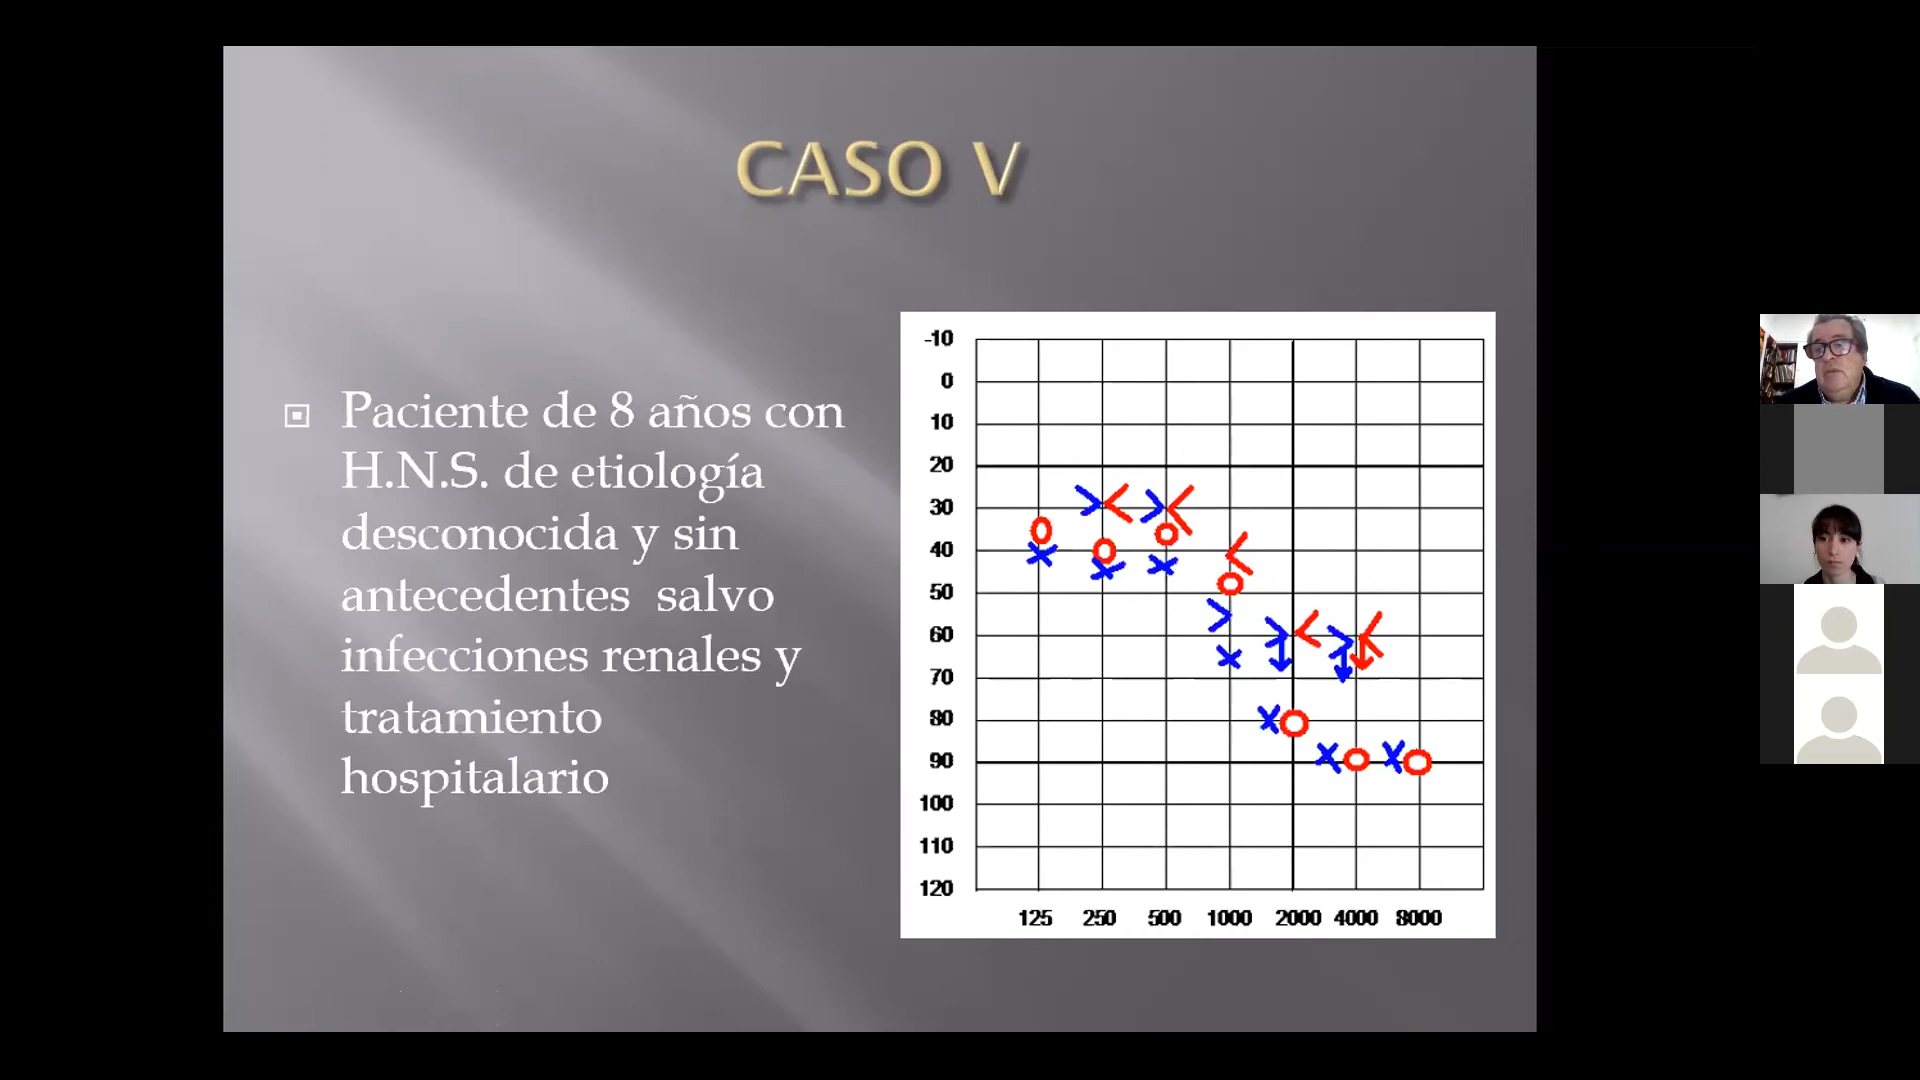 CASO V
Paciente de 8 años con
H.N.S. de etiología
desconocida y sin
antecedentes salvo
infecciones renales y
tratamiento
hospitalario
-10
0
10
20
30
40
50
60
70
80
90
100
110
120
125 250 500 1000 2000 4000 8000